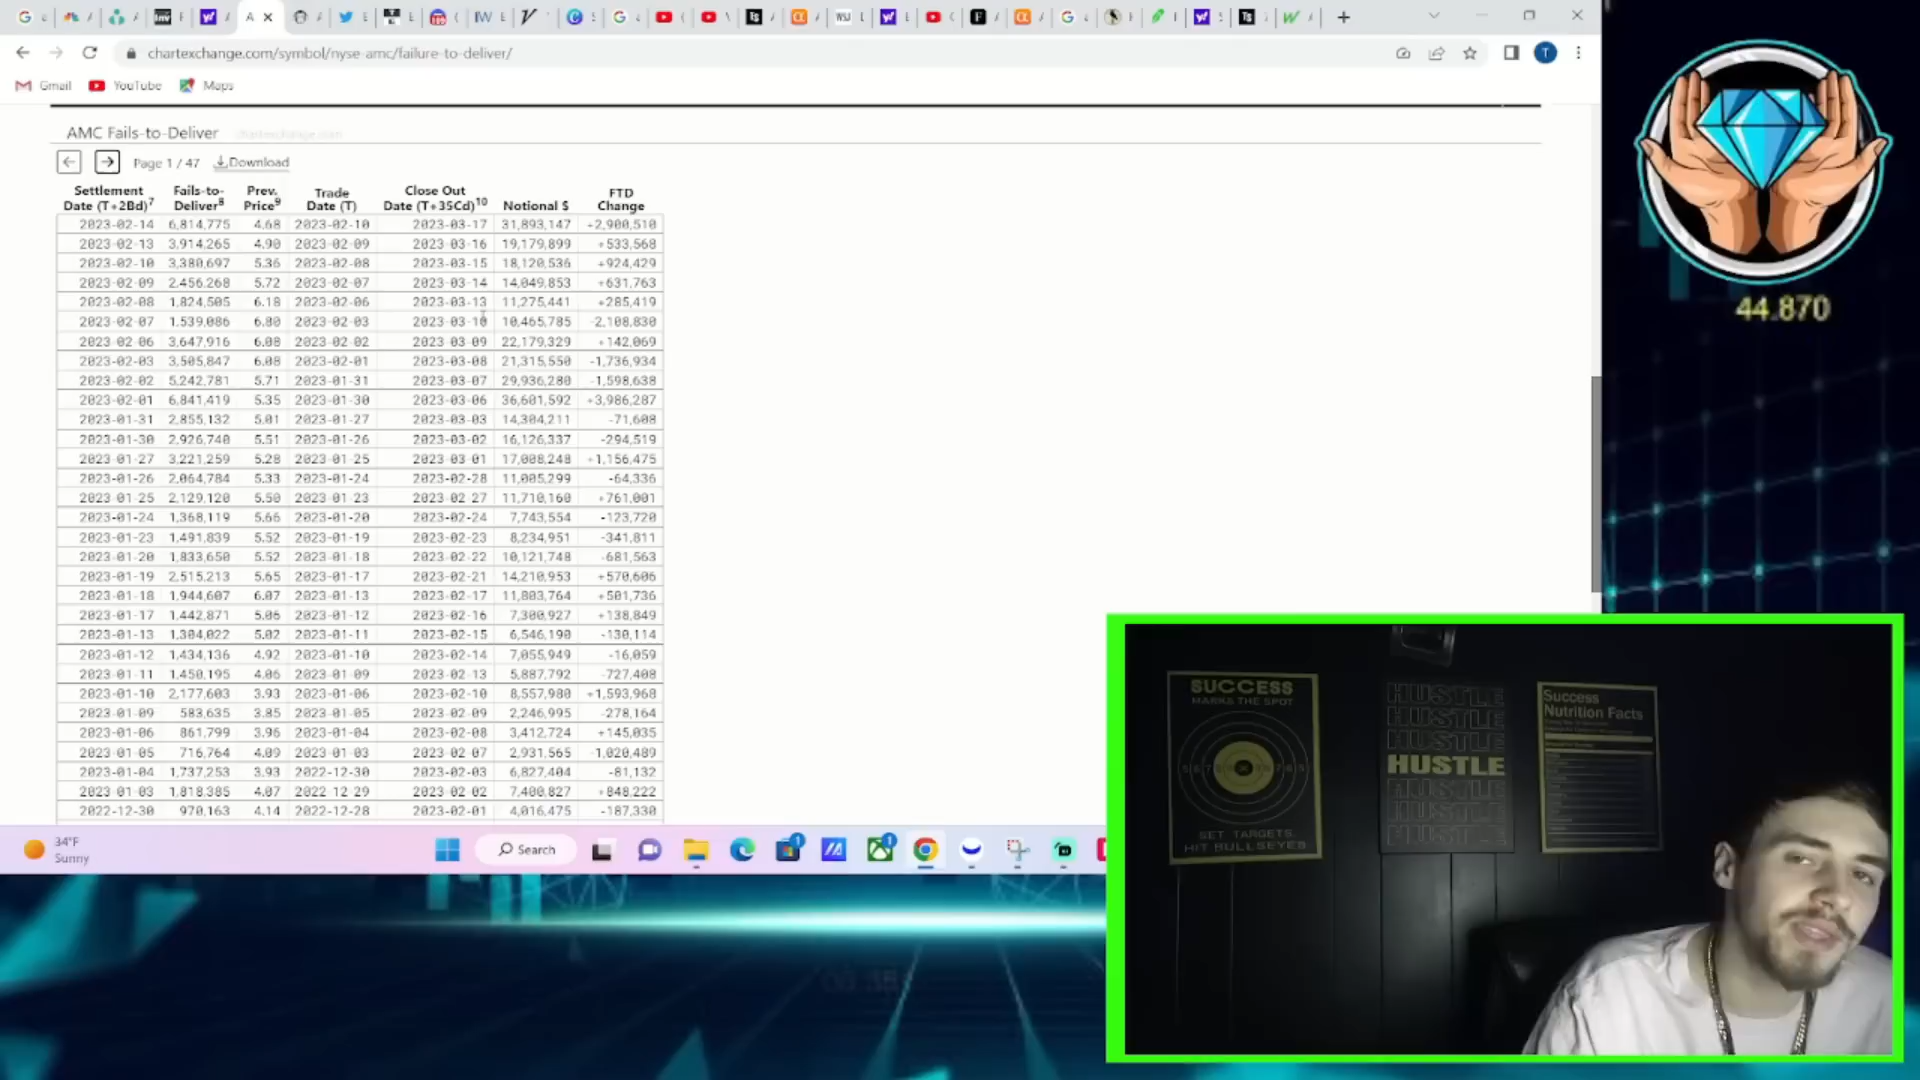 chartexchange.com/symbol/nyse-amc/failure-to-deliver/
Gmail YouTube Maps
AMC Fails-to-Deliver chartexchange.com
Page 1 / 47 Download
Settlement Date (T+2Bd)7 Fails-to-Deliver8 Prev. Price9 Trade Date (T) Close Out Date (T+35Cd)10 Notional $ FTD Change
2023-02-14 6,814,775 4.68 2023-02-10 2023-03-17 31,893,147 +2,900,510
2023-02-13 3,914,265 4.90 2023-02-09 2023-03-16 19,179,899 +533,568
2023-02-10 3,380,697 5.36 2023-02-08 2023-03-15 18,120,536 +924,429
2023-02-09 2,456,268 5.72 2023-02-07 2023-03-14 14,049,853 +631,763
2023-02-08 1,824,505 6.18 2023-02-06 2023-03-13 11,275,441 +285,419
2023-02-07 1,539,086 6.80 2023-02-03 2023-03-10 10,465,785 -2,108,830
2023-02-06 3,647,916 6.08 2023-02-02 2023-03-09 22,179,329 +142,069
2023-02-03 3,505,847 6.08 2023-02-01 2023-03-08 21,315,550 -1,736,934
2023-02-02 5,242,781 5.71 2023-01-31 2023-03-07 29,936,280 -1,598,638
2023-02-01 6,841,419 5.35 2023-01-30 2023-03-06 36,601,592 +3,986,287
2023-01-31 2,855,132 5.01 2023-01-27 2023-03-03 14,304,211 -71,608
2023-01-30 2,926,740 5.51 2023-01-26 2023-03-02 16,126,337 -294,519
2023-01-27 3,221,259 5.28 2023-01-25 2023-03-01 17,008,248 +1,156,475
2023-01-26 2,064,784 5.33 2023-01-24 2023-02-28 11,005,299 -64,336
2023-01-25 2,129,120 5.50 2023-01-23 2023-02-27 11,710,160 +761,001
2023-01-24 1,368,119 5.66 2023-01-20 2023-02-24 7,743,554 -123,720
2023-01-23 1,491,839 5.52 2023-01-19 2023-02-23 8,234,951 -341,811
2023-01-20 1,833,650 5.52 2023-01-18 2023-02-22 10,121,748 -681,563
2023-01-19 2,515,213 5.65 2023-01-17 2023-02-21 14,210,953 +570,606
2023-01-18 1,944,607 6.07 2023-01-13 2023-02-17 11,803,764 +501,736
2023-01-17 1,442,871 5.06 2023-01-12 2023-02-16 7,300,927 +138,849
2023-01-13 1,304,022 5.02 2023-01-11 2023-02-15 6,546,190 -130,114
2023-01-12 1,434,136 4.92 2023-01-10 2023-02-14 7,055,949 -16,059
2023-01-11 1,450,195 4.06 2023-01-09 2023-02-13 5,887,792 -727,408
2023-01-10 2,177,603 3.93 2023-01-06 2023-02-10 8,557,980 +1,593,968
2023-01-09 583,635 3.85 2023-01-05 2023-02-09 2,246,995 -278,164
2023-01-06 861,799 3.96 2023-01-04 2023-02-08 3,412,724 +145,035
2023-01-05 716,764 4.09 2023-01-03 2023-02-07 2,931,565 -1,020,489
2023-01-04 1,737,253 3.93 2022-12-30 2023-02-03 6,827,404 -81,132
2023-01-03 1,818,385 4.07 2022-12-29 2023-02-02 7,400,827 +848,222
2022-12-30 970,163 4.14 2022-12-28 2023-02-01 4,016,475 -187,330
34°F
Sunny
Search
44.870
SUCCESS
MARKS THE SPOT
SET TARGETS
HIT BULLSEYES
HUSTLE
HUSTLE
HUSTLE
HUSTLE
HUSTLE
HUSTLE
HUSTLE
Success
Nutrition Facts